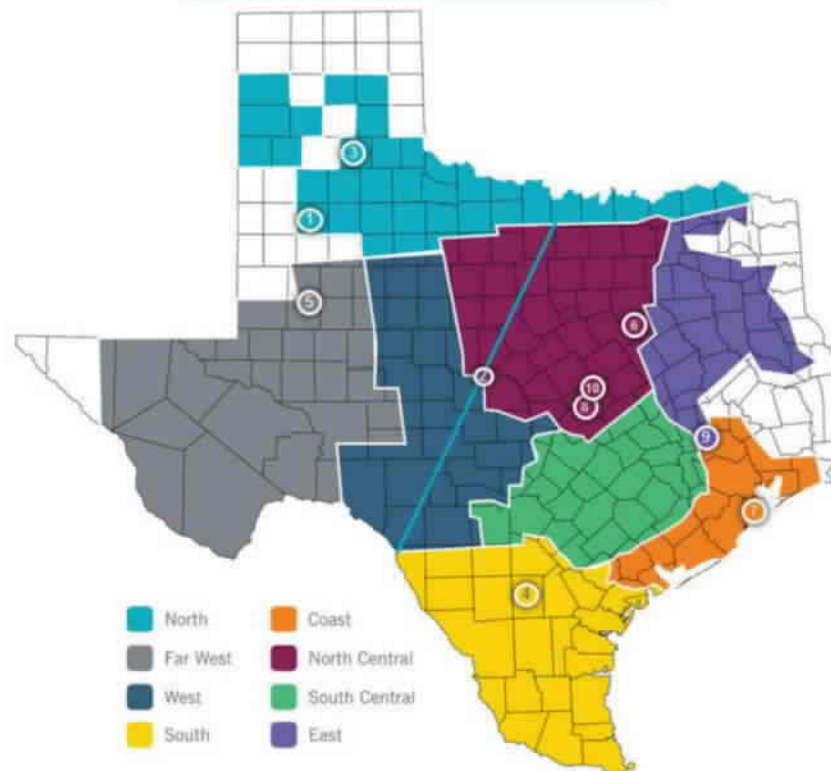 3
1
5
6
2
10
8
9
7
4
North
Coast
Far West
North Central
West
South Central
South
East